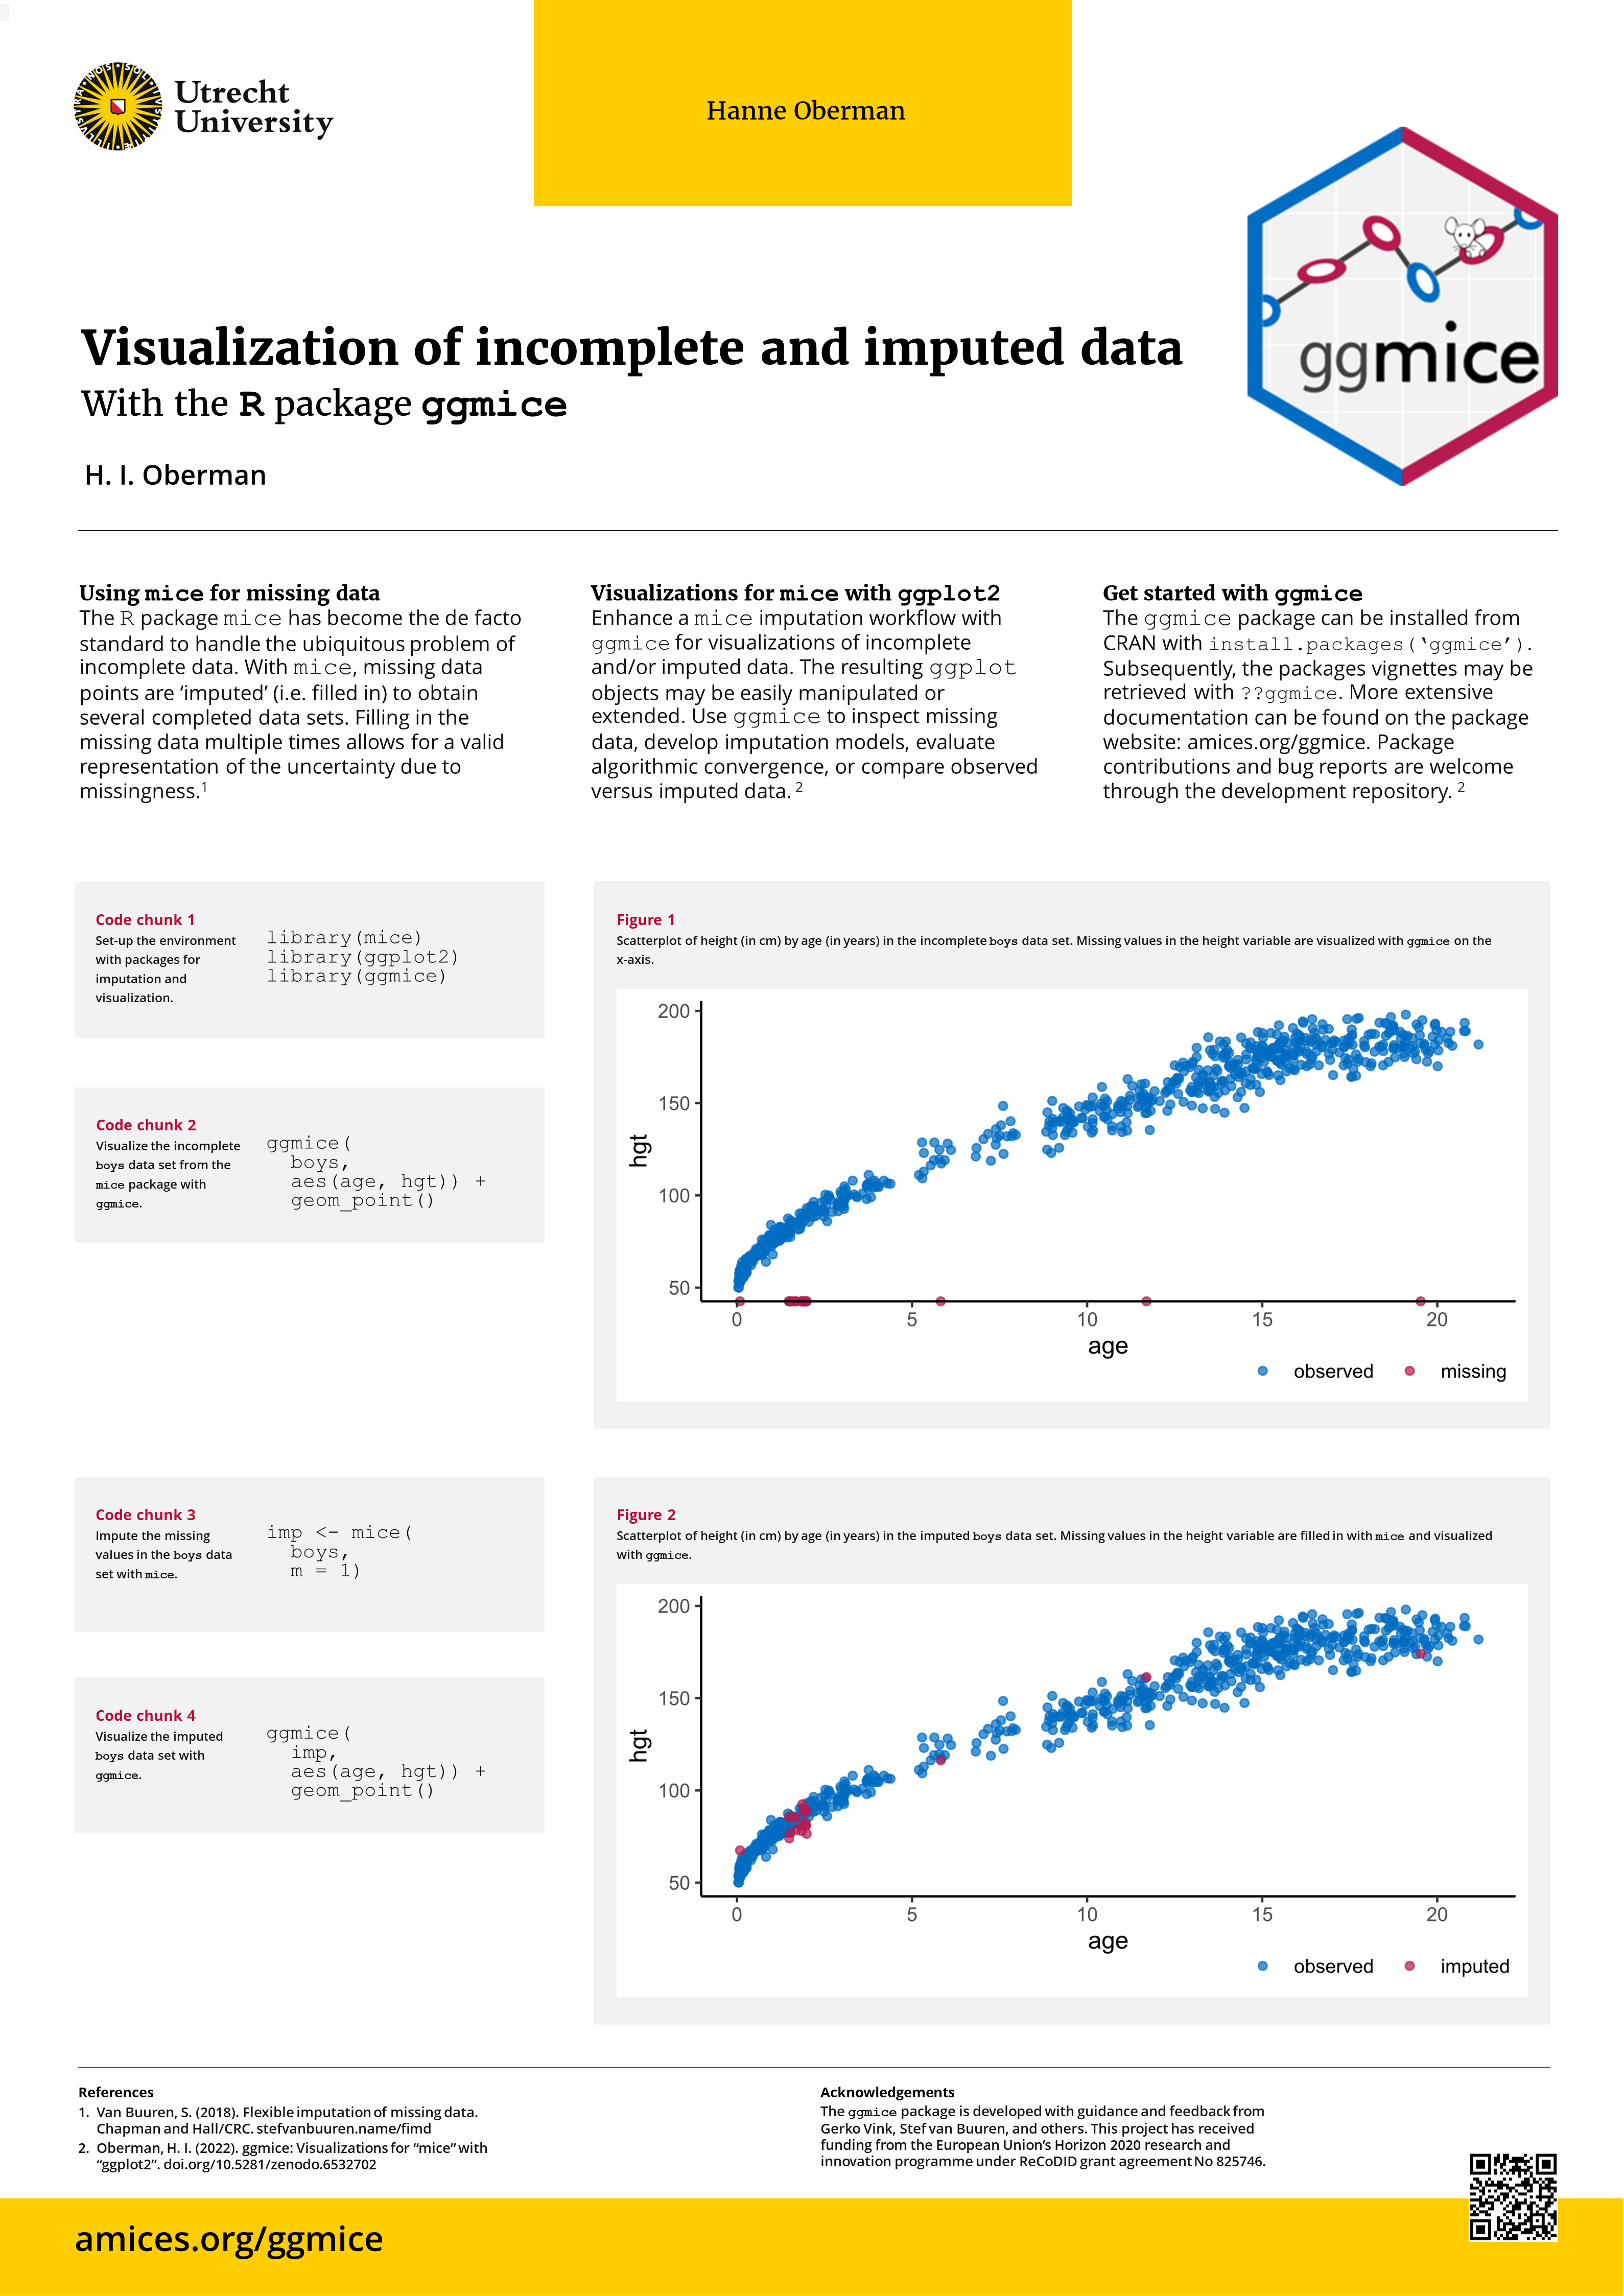 Utrecht
University
Hanne Oberman
ggmice
Visualization of incomplete and imputed data
With the R package ggmice
H. I. Oberman
Using mice for missing data
The R package mice has become the de facto
standard to handle the ubiquitous problem of
incomplete data. With mice, missing data
points are ‘imputed’ (i.e. filled in) to obtain
several completed data sets. Filling in the
missing data multiple times allows for a valid
representation of the uncertainty due to
missingness.1
Visualizations for mice with ggplot2
Enhance a mice imputation workflow with
ggmice for visualizations of incomplete
and/or imputed data. The resulting ggplot
objects may be easily manipulated or
extended. Use ggmice to inspect missing
data, develop imputation models, evaluate
algorithmic convergence, or compare observed
versus imputed data. 2
Get started with ggmice
The ggmice package can be installed from
CRAN with install.packages(‘ggmice’).
Subsequently, the packages vignettes may be
retrieved with ??ggmice. More extensive
documentation can be found on the package
website: amices.org/ggmice. Package
contributions and bug reports are welcome
through the development repository. 2
Code chunk 1
Set-up the environment
with packages for
imputation and
visualization.
library(mice)
library(ggplot2)
library(ggmice)
Code chunk 2
Visualize the incomplete
boys data set from the
mice package with
ggmice.
ggmice(
boys,
aes(age, hgt)) +
geom_point()
Figure 1
Scatterplot of height (in cm) by age (in years) in the incomplete boys data set. Missing values in the height variable are visualized with ggmice on the
x-axis.
200
150
100
50
hgt
0 5 10 15 20
age
observed missing
Code chunk 3
Impute the missing
values in the boys data
set with mice.
imp <- mice(
boys,
m = 1)
Code chunk 4
Visualize the imputed
boys data set with
ggmice.
ggmice(
imp,
aes(age, hgt)) +
geom_point()
Figure 2
Scatterplot of height (in cm) by age (in years) in the imputed boys data set. Missing values in the height variable are filled in with mice and visualized
with ggmice.
200
150
100
50
hgt
0 5 10 15 20
age
observed imputed
References
1. Van Buuren, S. (2018). Flexible imputation of missing data.
Chapman and Hall/CRC. stefvanbuuren.name/fimd
2. Oberman, H. I. (2022). ggmice: Visualizations for “mice” with
“ggplot2”. doi.org/10.5281/zenodo.6532702
Acknowledgements
The ggmice package is developed with guidance and feedback from
Gerko Vink, Stef van Buuren, and others. This project has received
funding from the European Union’s Horizon 2020 research and
innovation programme under ReCoDID grant agreement No 825746.
amices.org/ggmice